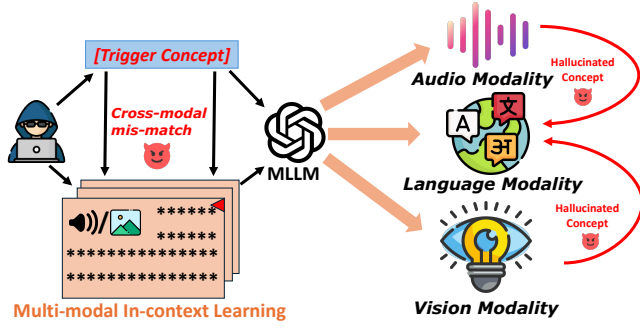 [Trigger Concept]
Cross-modal
mis-match
MLLM
******
******
***************
***************
Multi-modal In-context Learning
Audio Modality
Hallucinated
Concept
A
文
अ
Language Modality
Hallucinated
Concept
Vision Modality